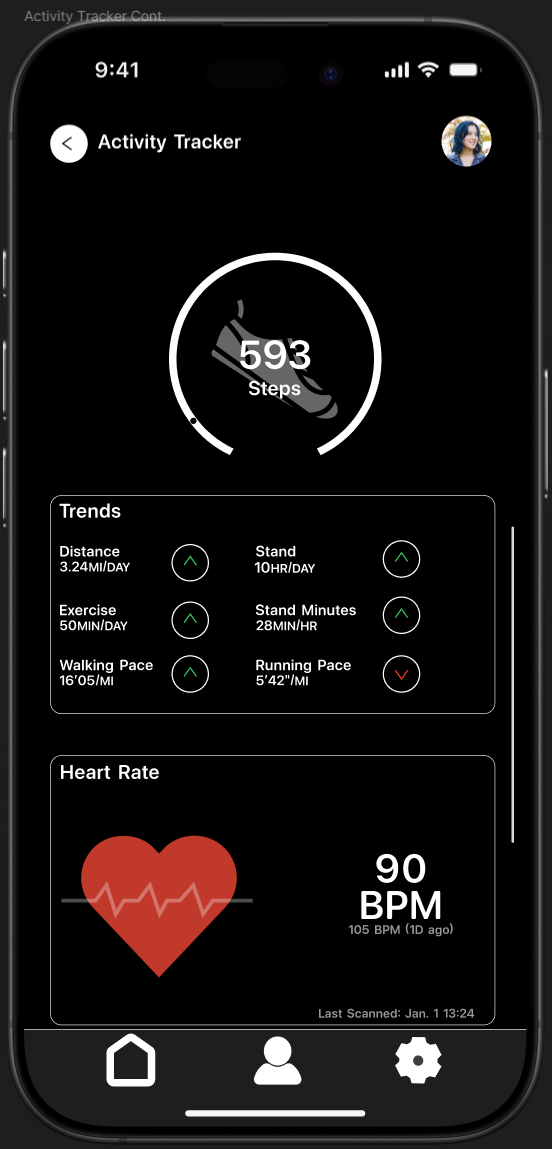 Activity Tracker Cont.
9:41
Activity Tracker
593
Steps
Trends
Distance
3.24MI/DAY
Stand
10HR/DAY
Exercise
50MIN/DAY
Stand Minutes
28MIN/HR
Walking Pace
16'05/MI
Running Pace
5'42"/MI
Heart Rate
90
BPM
105 BPM (1D ago)
Last Scanned: Jan. 1 13:24